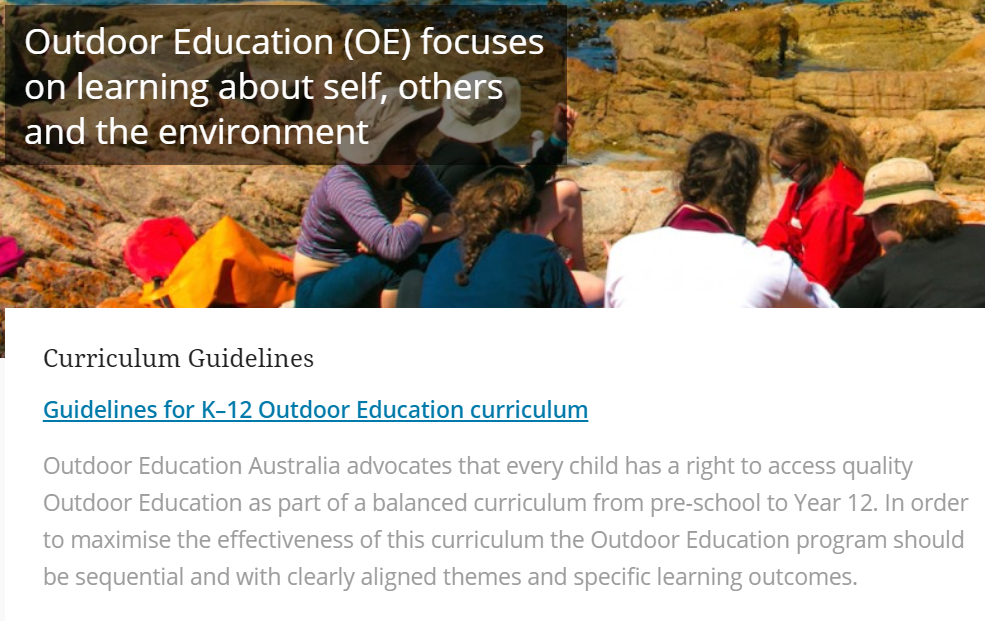 Outdoor Education (OE) focuses
on learning about self, others
and the environment
Curriculum Guidelines
Guidelines for K–12 Outdoor Education curriculum
Outdoor Education Australia advocates that every child has a right to access quality
Outdoor Education as part of a balanced curriculum from pre-school to Year 12. In order
to maximise the effectiveness of this curriculum the Outdoor Education program should
be sequential and with clearly aligned themes and specific learning outcomes.